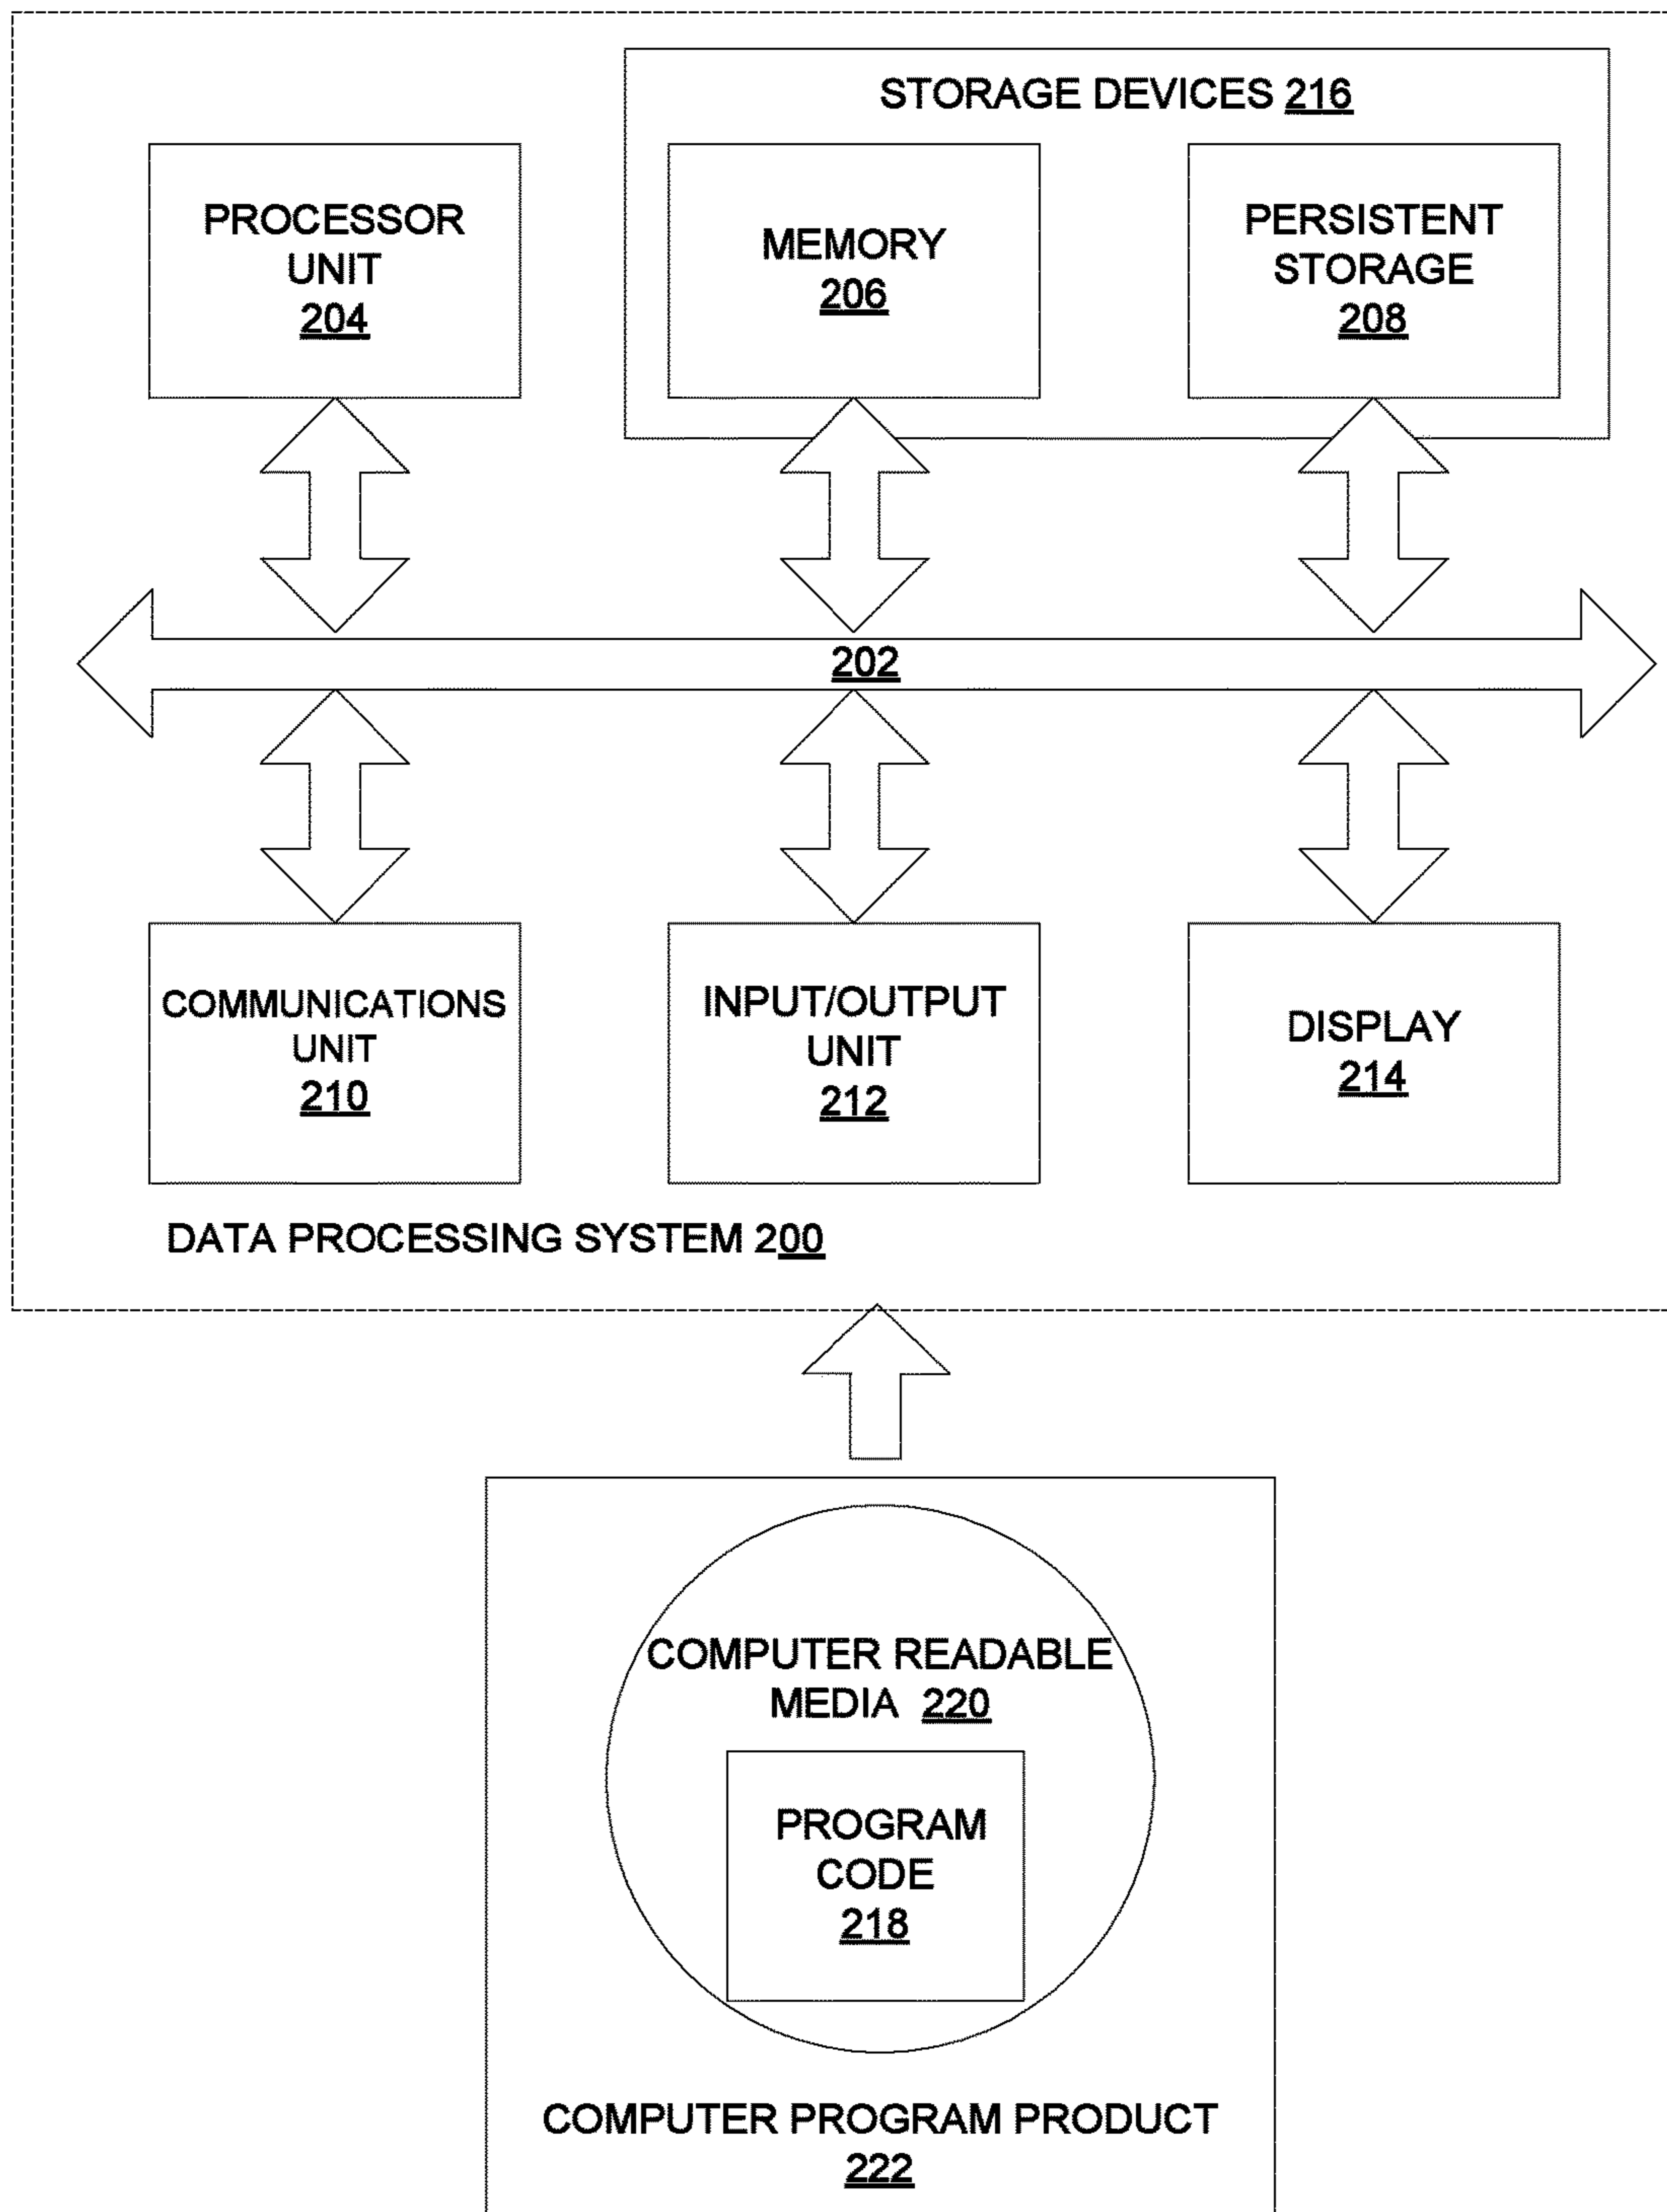 STORAGE DEVICES 216
PROCESSOR
UNIT
204
MEMORY
206
PERSISTENT
STORAGE
208
202
COMMUNICATIONS
UNIT
210
INPUT/OUTPUT
UNIT
212
DISPLAY
214
DATA PROCESSING SYSTEM 200
COMPUTER READABLE
MEDIA 220
PROGRAM
CODE
218
COMPUTER PROGRAM PRODUCT
222